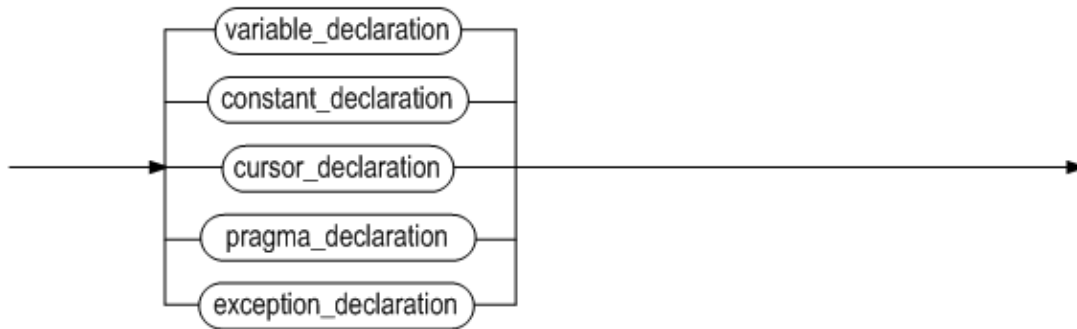 variable_declaration
constant_declaration
cursor_declaration
pragma_declaration
exception_declaration